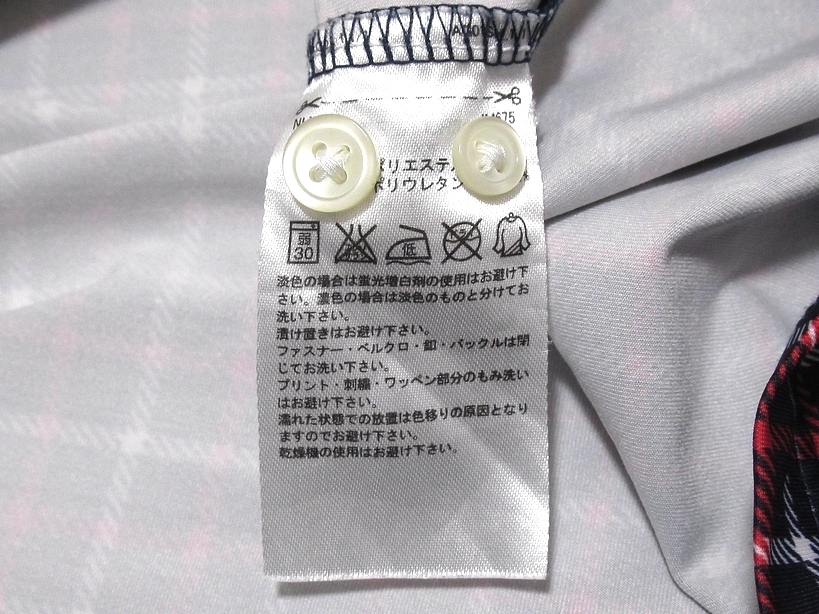 ポリエステル
ポリウレタン
弱
30
低
淡色の場合は蛍光増白剤の使用はお避け下
さい。濃色の場合は淡色のものと分けてお
洗い下さい。
漬け置きはお避け下さい。
ファスナー・ベルクロ・釦・バックルは閉
じてお洗い下さい。
プリント・刺繍・ワッペン部分のもみ洗い
はお避け下さい。
濡れた状態での放置は色移りの原因となり
ますのでお避け下さい。
乾燥機の使用はお避け下さい。